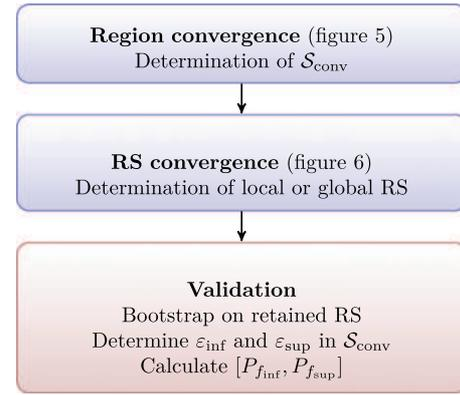 Region convergence (figure 5)
Determination of 𝒮conv
RS convergence (figure 6)
Determination of local or global RS
Validation
Bootstrap on retained RS
Determine εinf and εsup in 𝒮conv
Calculate [Pfinf, Pfsup]